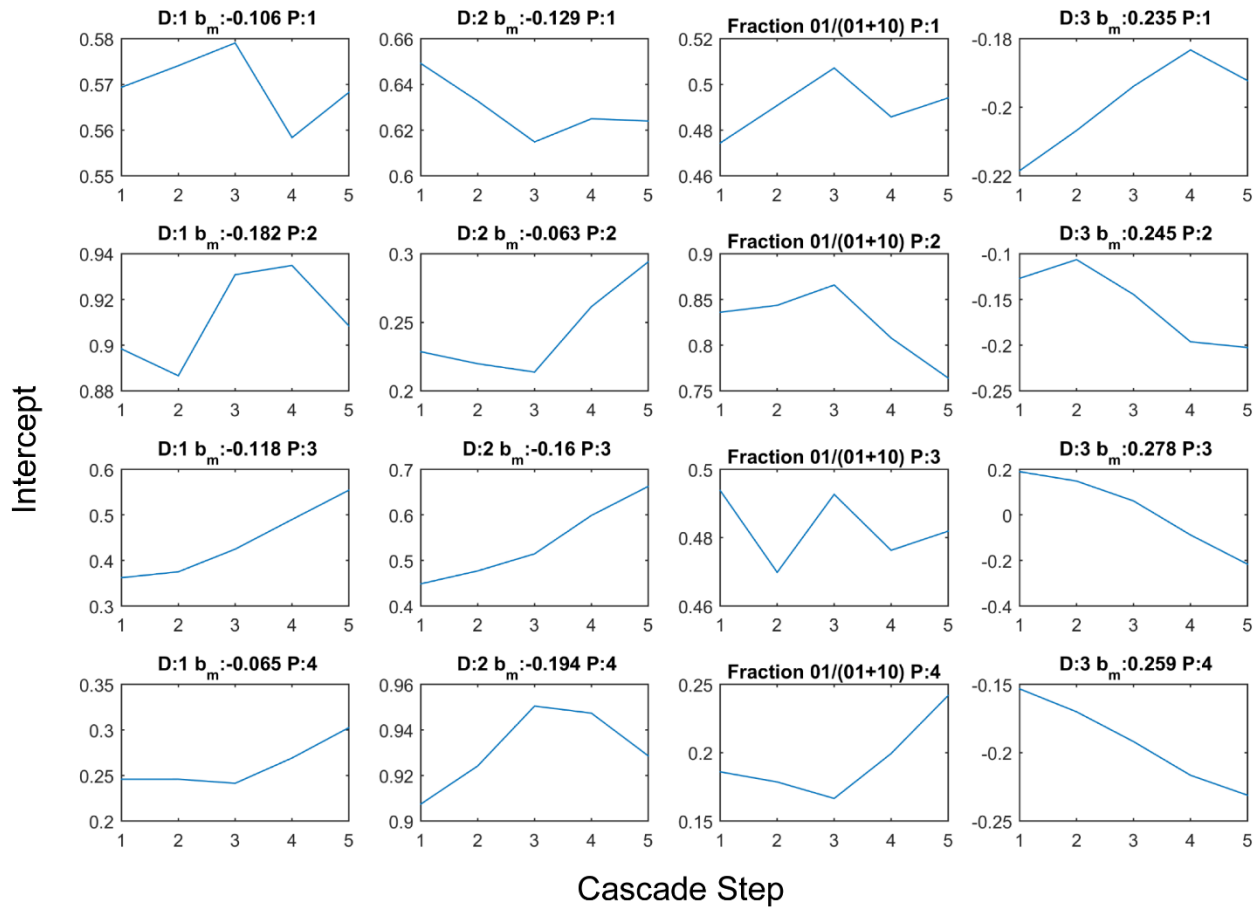 D:1 b_m:-0.106 P:1
0.58
0.57
0.56
0.55
1 2 3 4 5
D:2 b_m:-0.129 P:1
0.66
0.64
0.62
0.6
1 2 3 4 5
Fraction 01/(01+10) P:1
0.52
0.5
0.48
0.46
1 2 3 4 5
D:3 b_m:0.235 P:1
-0.18
-0.2
-0.22
1 2 3 4 5
D:1 b_m:-0.182 P:2
0.94
0.92
0.9
0.88
1 2 3 4 5
D:2 b_m:-0.063 P:2
0.3
0.25
0.2
1 2 3 4 5
Fraction 01/(01+10) P:2
0.9
0.85
0.8
0.75
1 2 3 4 5
D:3 b_m:0.245 P:2
-0.1
-0.15
-0.2
-0.25
1 2 3 4 5
D:1 b_m:-0.118 P:3
0.6
0.5
0.4
0.3
1 2 3 4 5
D:2 b_m:-0.16 P:3
0.7
0.6
0.5
0.4
1 2 3 4 5
Fraction 01/(01+10) P:3
0.5
0.48
0.46
1 2 3 4 5
D:3 b_m:0.278 P:3
0.2
0
-0.2
-0.4
1 2 3 4 5
D:1 b_m:-0.065 P:4
0.35
0.3
0.25
0.2
1 2 3 4 5
D:2 b_m:-0.194 P:4
0.96
0.94
0.92
0.9
1 2 3 4 5
Fraction 01/(01+10) P:4
0.25
0.2
0.15
1 2 3 4 5
D:3 b_m:0.259 P:4
-0.15
-0.2
-0.25
1 2 3 4 5
Intercept
Cascade Step